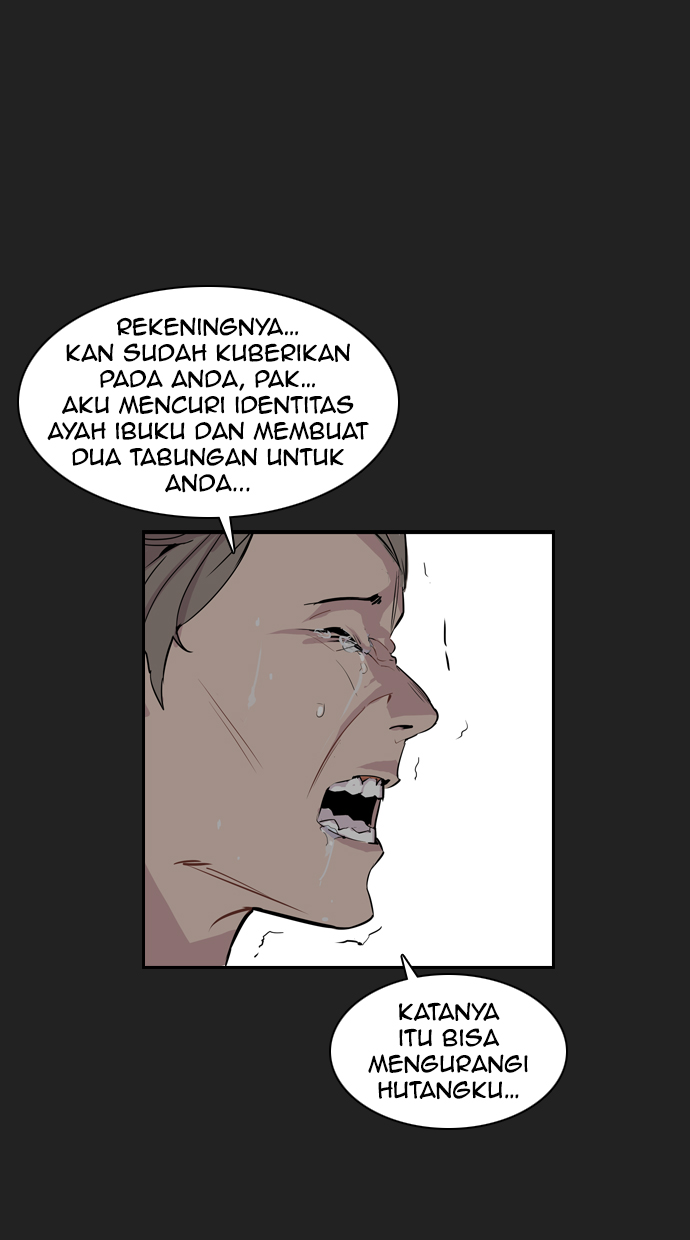 REKENINGNYA...
KAN SUDAH KUBERIKAN
PADA ANDA, PAK...
AKU MENCURI IDENTITAS
AYAH IBUKU DAN MEMBUAT
DUA TABUNGAN UNTUK
ANDA...
KATANYA
ITU BISA
MENGURANGI
HUTANGKU...